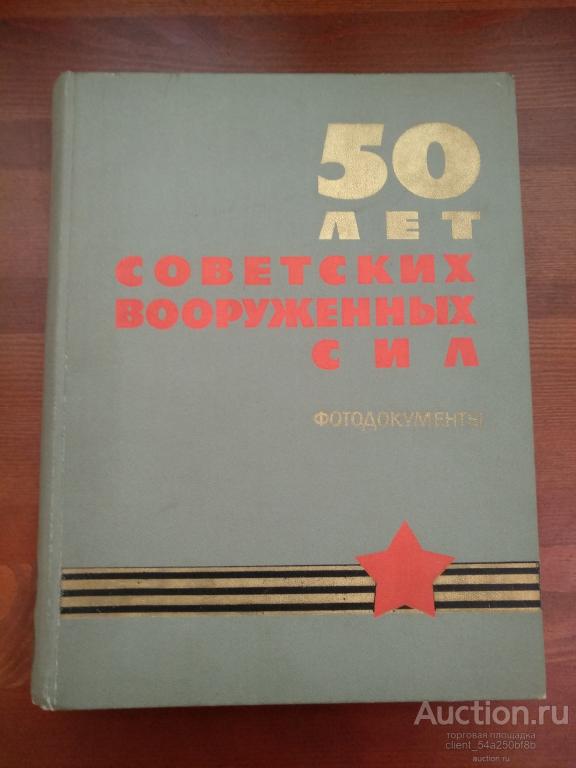 50
ЛЕТ
СОВЕТСКИХ
ВООРУЖЕННЫХ
СИЛ
ФОТОДОКУМЕНТЫ
Auction.ru
торговая площадка
client_54a250bf8b
auction.ru